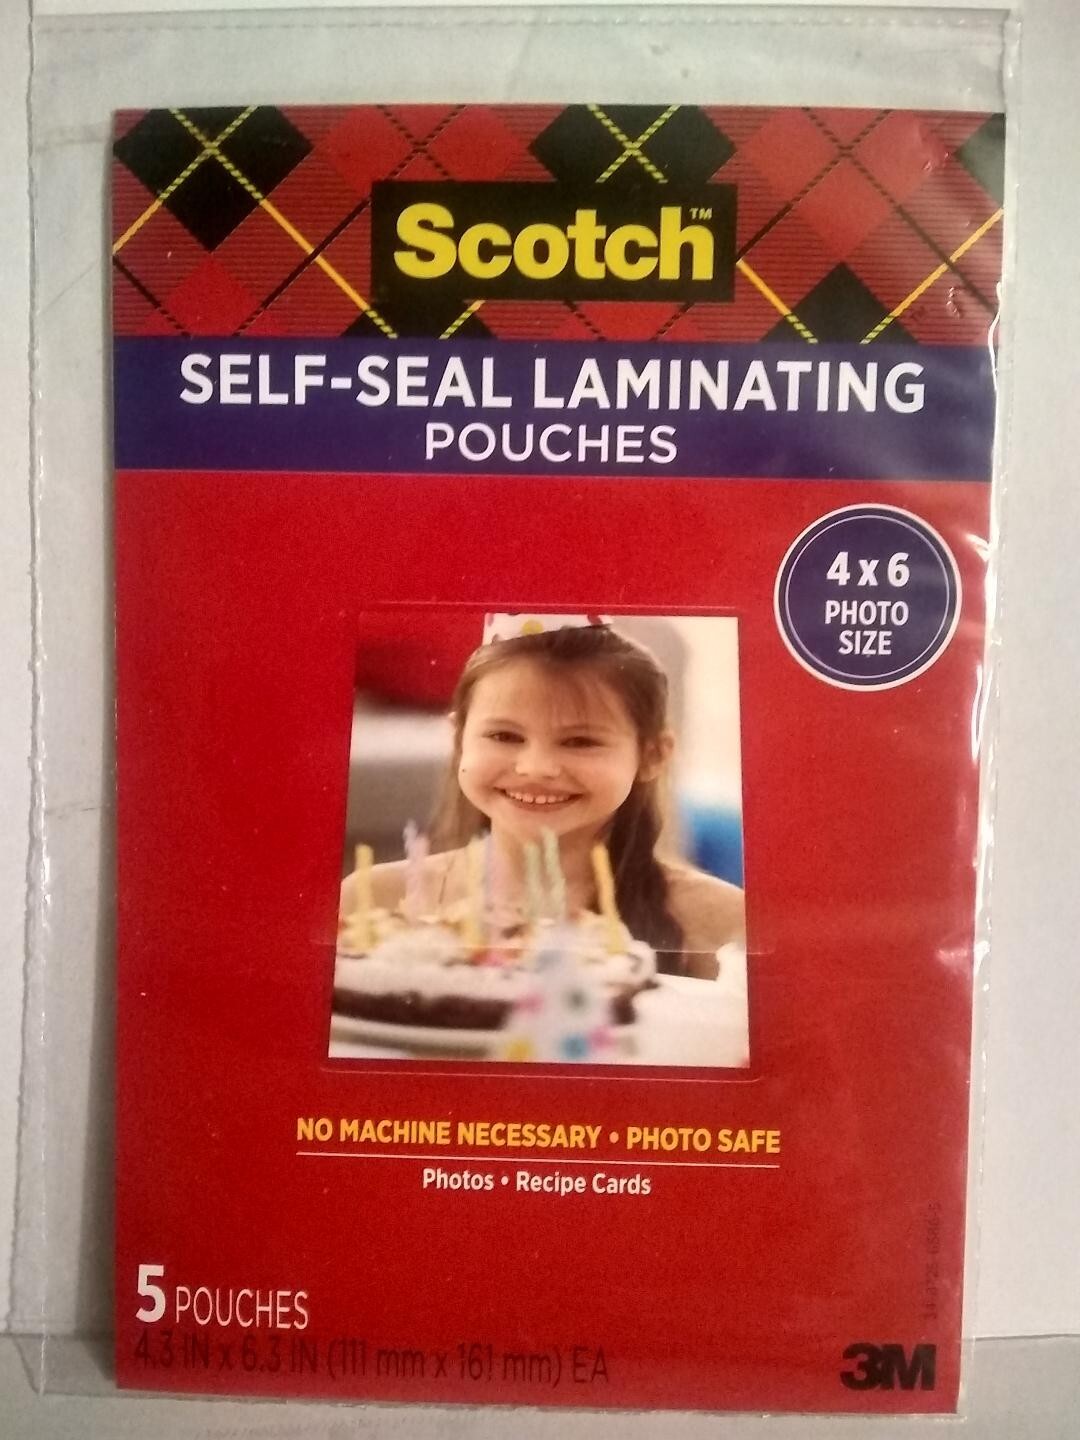 Scotch™
SELF-SEAL LAMINATING
POUCHES
4 x 6
PHOTO
SIZE
NO MACHINE NECESSARY • PHOTO SAFE
Photos • Recipe Cards
5 POUCHES
4.3 IN x 6.3 IN (111 mm x 161 mm) EA
3M